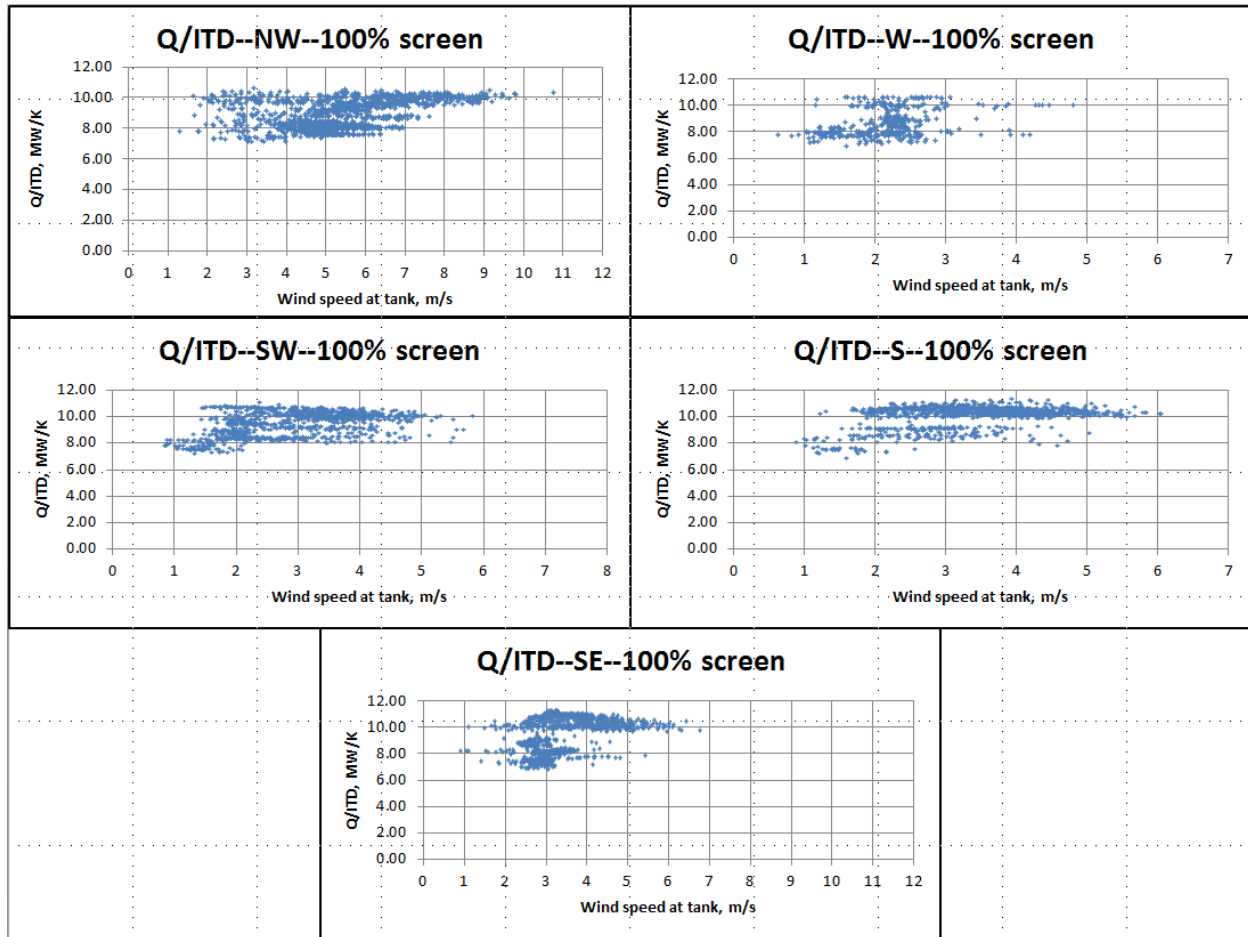 Q/ITD--NW--100% screen
12.00
10.00
8.00
6.00
4.00
2.00
0.00
Q/ITD, MW/K
0 1 2 3 4 5 6 7 8 9 10 11 12
Wind speed at tank, m/s
Q/ITD--W--100% screen
12.00
10.00
8.00
6.00
4.00
2.00
0.00
Q/ITD, MW/K
0 1 2 3 4 5 6 7
Wind speed at tank, m/s
Q/ITD--SW--100% screen
12.00
10.00
8.00
6.00
4.00
2.00
0.00
Q/ITD, MW/K
0 1 2 3 4 5 6 7 8
Wind speed at tank, m/s
Q/ITD--S--100% screen
12.00
10.00
8.00
6.00
4.00
2.00
0.00
Q/ITD, MW/K
0 1 2 3 4 5 6 7
Wind speed at tank, m/s
Q/ITD--SE--100% screen
12.00
10.00
8.00
6.00
4.00
2.00
0.00
Q/ITD, MW/K
0 1 2 3 4 5 6 7 8 9 10 11 12
Wind speed at tank, m/s